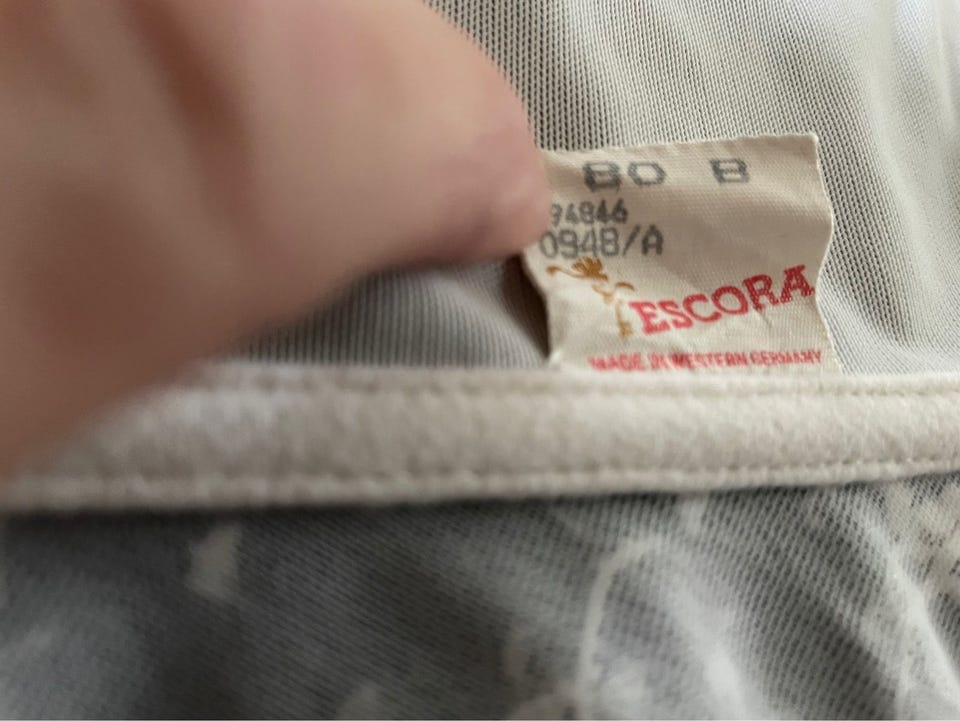 80 B
94846
0948/A
ESCORA
MADE IN WESTERN GERMANY